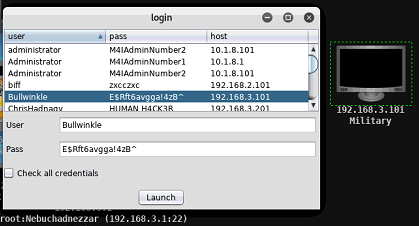 login
user pass host
administrator M4IAdminNumber2 10.1.8.101
Administrator M4IAdminNumber1 10.1.8.1
Administrator M4IAdminNumber2 10.1.8.101
biff zxcczxc 192.168.2.101
Bullwinkle E$Rft6avgga!4zB^ 192.168.3.101
ChrisHadnagy HUMAN_H4CK3R 192.168.3.201
User Bullwinkle
Pass E$Rft6avgga!4zB^
Check all credentials
Launch
192.168.3.101
Military
root:Nebuchadnezzar (192.168.3.1:22)